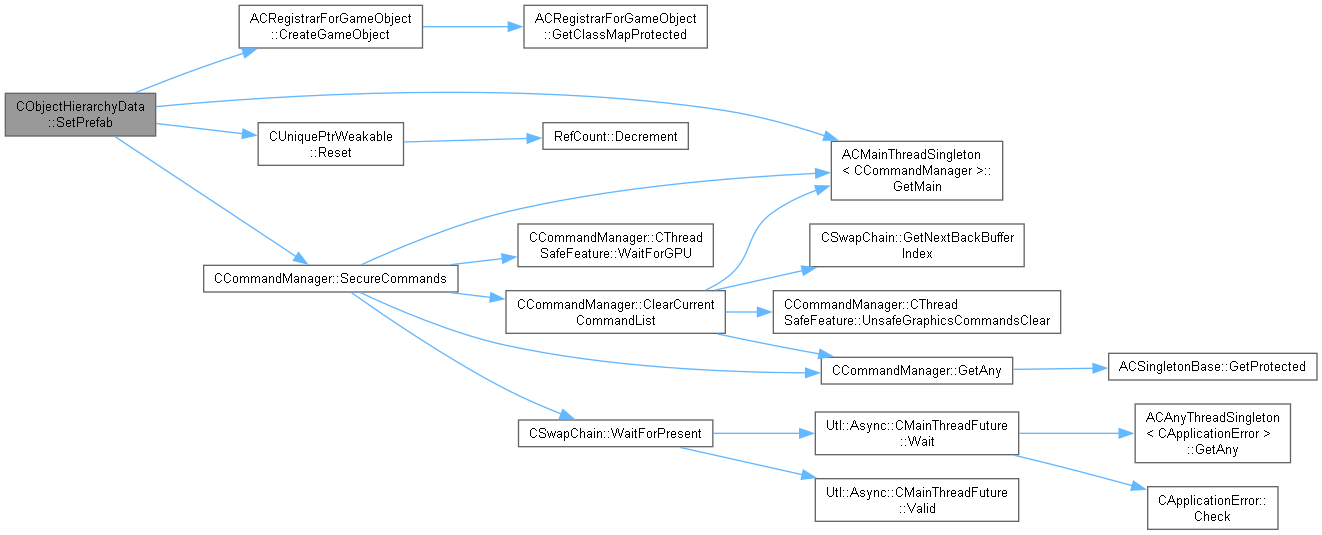 ACRegistrarForGameObject
::CreateGameObject
ACRegistrarForGameObject
::GetClassMapProtected
CObjectHierarchyData
::SetPrefab
CUniquePtrWeakable
::Reset
RefCount::Decrement
ACMainThreadSingleton
< CCommandManager >::
GetMain
CCommandManager::CThread
SafeFeature::WaitForGPU
CSwapChain::GetNextBackBuffer
Index
CCommandManager::SecureCommands
CCommandManager::ClearCurrent
CommandList
CCommandManager::CThread
SafeFeature::UnsafeGraphicsCommandsClear
CCommandManager::GetAny
ACSingletonBase::GetProtected
CSwapChain::WaitForPresent
Utl::Async::CMainThreadFuture
::Wait
ACAnyThreadSingleton
< CApplicationError >
::GetAny
Utl::Async::CMainThreadFuture
::Valid
CApplicationError::
Check